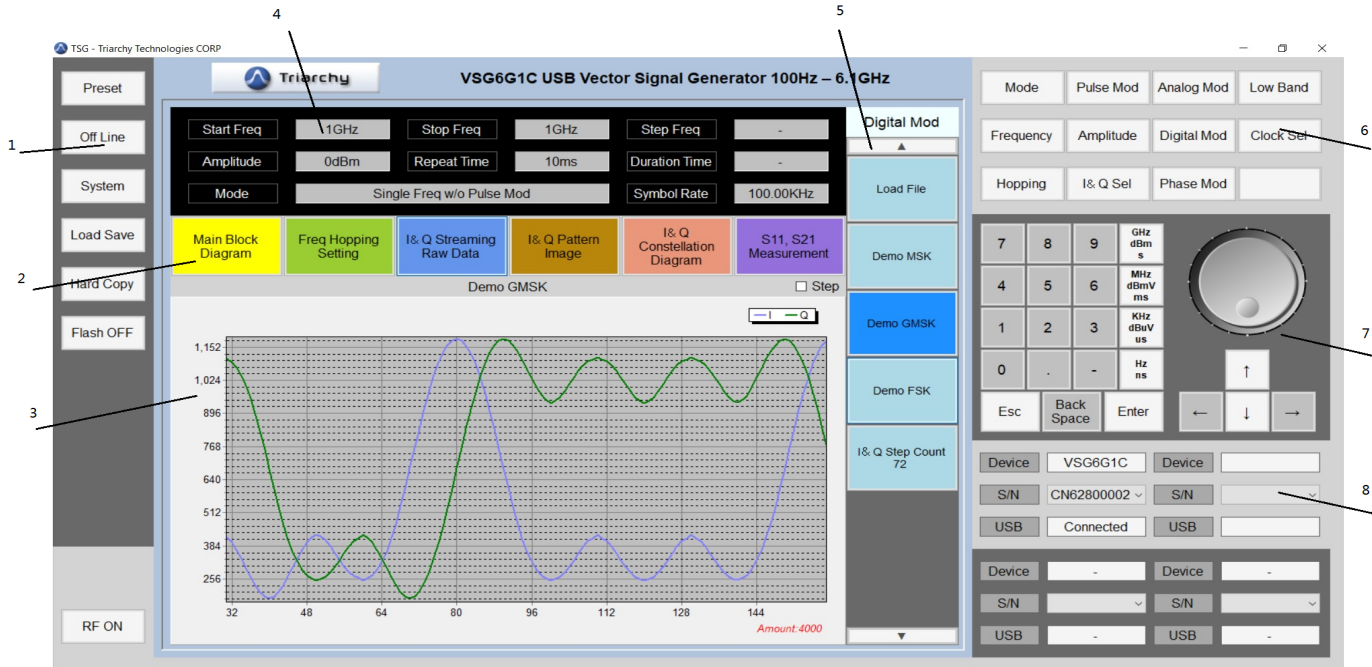 4
5
TSG - Triarchy Technologies CORP
Triarchy
VSG6G1C USB Vector Signal Generator 100Hz – 6.1GHz
Preset
Off Line
1
System
Load Save
2
Hard Copy
Flash OFF
3
RF ON
Start Freq 1GHz Stop Freq 1GHz Step Freq -
Amplitude 0dBm Repeat Time 10ms Duration Time -
Mode Single Freq w/o Pulse Mod Symbol Rate 100.00KHz
Main Block
Diagram
Freq Hopping
Setting
I& Q Streaming
Raw Data
I& Q Pattern
Image
I& Q
Constellation
Diagram
S11, S21
Measurement
Demo GMSK
Step
I Q
1,152
1,024
896
768
640
512
384
256
32 48 64 80 96 112 128 144
Amount:4000
Digital Mod
▲
Load File
Demo MSK
Demo GMSK
Demo FSK
I& Q Step Count
72
▼
Mode Pulse Mod Analog Mod Low Band
Frequency Amplitude Digital Mod Clock Sel
6
Hopping I& Q Sel Phase Mod
7 8 9
GHz
dBm
s
4 5 6
MHz
dBmV
ms
1 2 3
KHz
dBuV
us
0 . -
Hz
ns
7
Esc
Back
Space
Enter
↑
← ↓ →
Device VSG6G1C Device
S/N CN62800002 S/N
8
USB Connected USB
Device - Device -
S/N S/N
USB - USB -